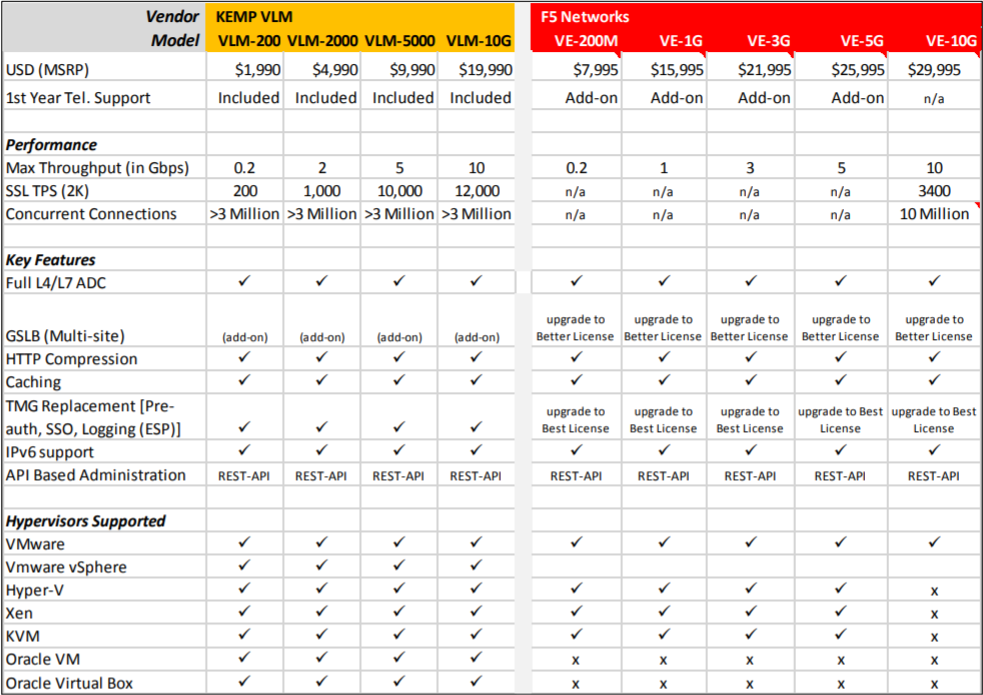 Vendor KEMP VLM F5 Networks
Model VLM-200 VLM-2000 VLM-5000 VLM-10G VE-200M VE-1G VE-3G VE-5G VE-10G
USD (MSRP) $1,990 $4,990 $9,990 $19,990 $7,995 $15,995 $21,995 $25,995 $29,995
1st Year Tel. Support Included Included Included Included Add-on Add-on Add-on Add-on n/a
Performance
Max Throughput (in Gbps) 0.2 2 5 10 0.2 1 3 5 10
SSL TPS (2K) 200 1,000 10,000 12,000 n/a n/a n/a n/a 3400
Concurrent Connections >3 Million >3 Million >3 Million >3 Million n/a n/a n/a n/a 10 Million
Key Features
Full L4/L7 ADC ✓ ✓ ✓ ✓ ✓ ✓ ✓ ✓ ✓
upgrade to upgrade to upgrade to upgrade to upgrade to
GSLB (Multi-site) (add-on) (add-on) (add-on) (add-on) Better License Better License Better License Better License Better License
HTTP Compression ✓ ✓ ✓ ✓ ✓ ✓ ✓ ✓ ✓
Caching ✓ ✓ ✓ ✓ ✓ ✓ ✓ ✓ ✓
TMG Replacement [Pre- upgrade to upgrade to upgrade to upgrade to Best upgrade to Best
auth, SSO, Logging (ESP)] ✓ ✓ ✓ ✓ Best License Best License Best License License License
IPv6 support ✓ ✓ ✓ ✓ ✓ ✓ ✓ ✓ ✓
API Based Administration REST-API REST-API REST-API REST-API REST-API REST-API REST-API REST-API REST-API
Hypervisors Supported
VMware ✓ ✓ ✓ ✓ ✓ ✓ ✓ ✓ ✓
Vmware vSphere ✓ ✓ ✓ ✓
Hyper-V ✓ ✓ ✓ ✓ ✓ ✓ ✓ ✓ x
Xen ✓ ✓ ✓ ✓ ✓ ✓ ✓ ✓ x
KVM ✓ ✓ ✓ ✓ ✓ ✓ ✓ ✓ x
Oracle VM ✓ ✓ ✓ ✓ x x x x x
Oracle Virtual Box ✓ ✓ ✓ ✓ x x x x x